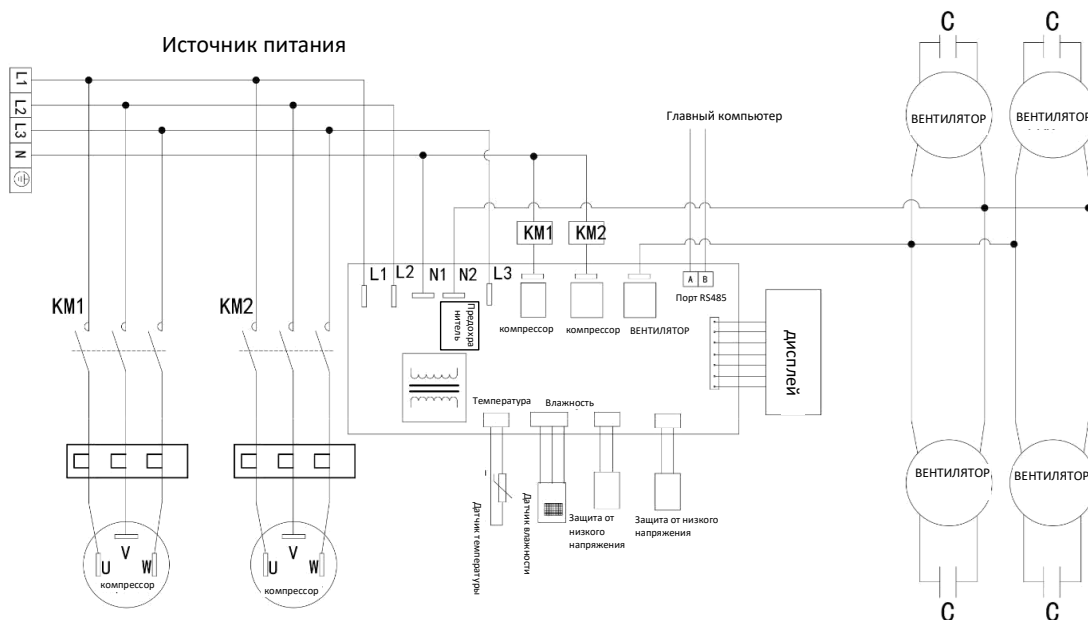 C
C
Источник питания
L1
L2
L3
N
ВЕНТИЛЯТОР
ВЕНТИЛЯТОР
Главный компьютер
KM1
KM2
L1
L2
N1
N2
L3
A
B
Порт RS485
KM1
KM2
Предохра
нитель
компрессор
компрессор
ВЕНТИЛЯТОР
дисплей
Температура
Влажность
Датчик температуры
Датчик влажности
Защита от
низкого
напряжения
Защита от низкого
напряжения
ВЕНТИЛЯТОР
ВЕНТИЛЯТОР
U
V
W
компрессор
U
V
W
компрессор
C
C